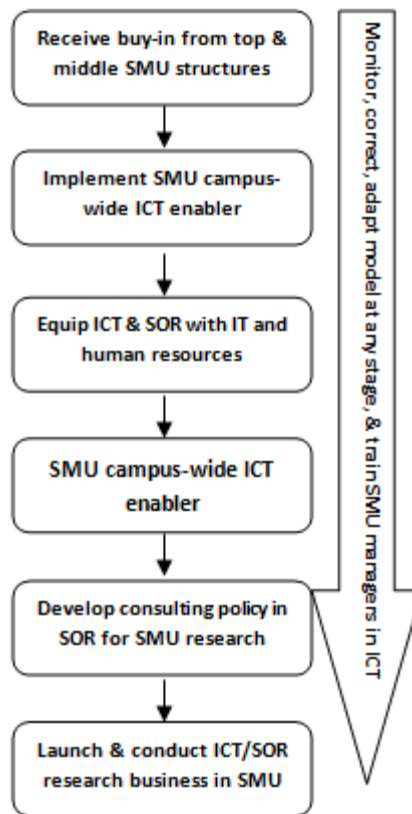 Receive buy-in from top &
middle SMU structures
Implement SMU campus-
wide ICT enabler
Equip ICT & SOR with IT and
human resources
SMU campus-wide ICT
enabler
Develop consulting policy in
SOR for SMU research
Launch & conduct ICT/SOR
research business in SMU
Monitor, correct, adapt model at any stage, & train SMU managers in ICT